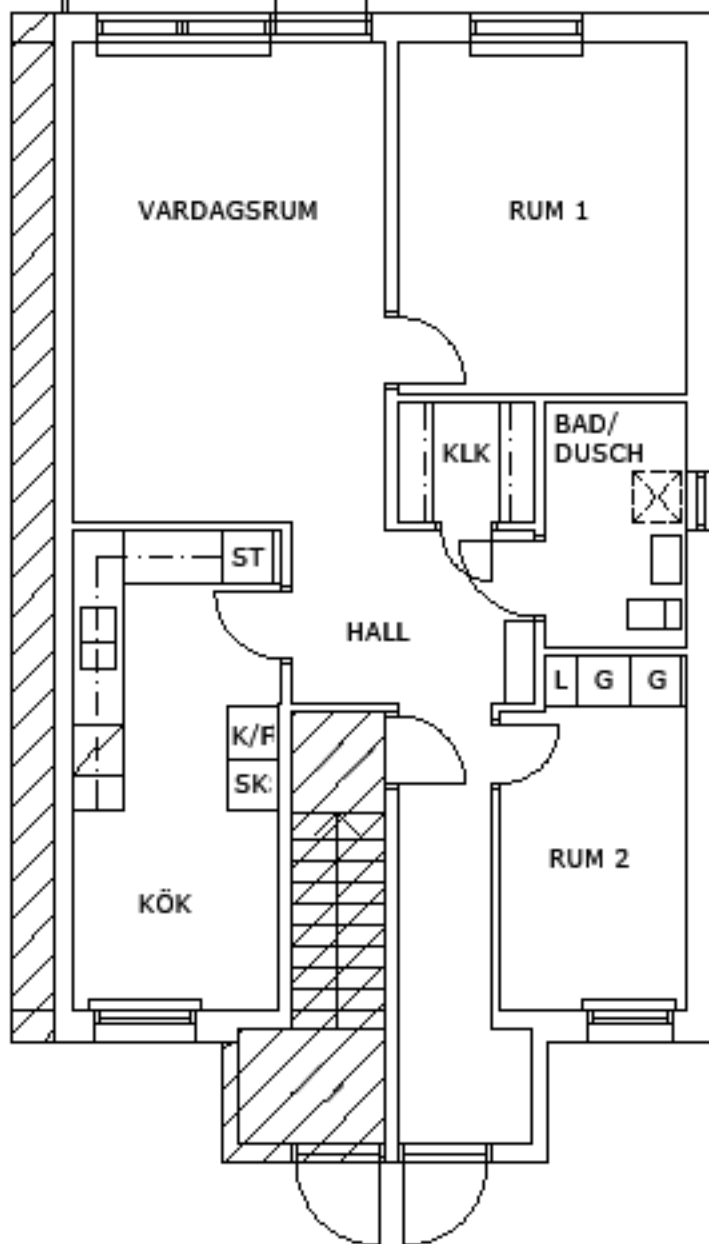 VARDAGSRUM
RUM 1
KLK
BAD/
DUSCH
ST
HALL
L
G
G
K/F
SK
KÖK
RUM 2